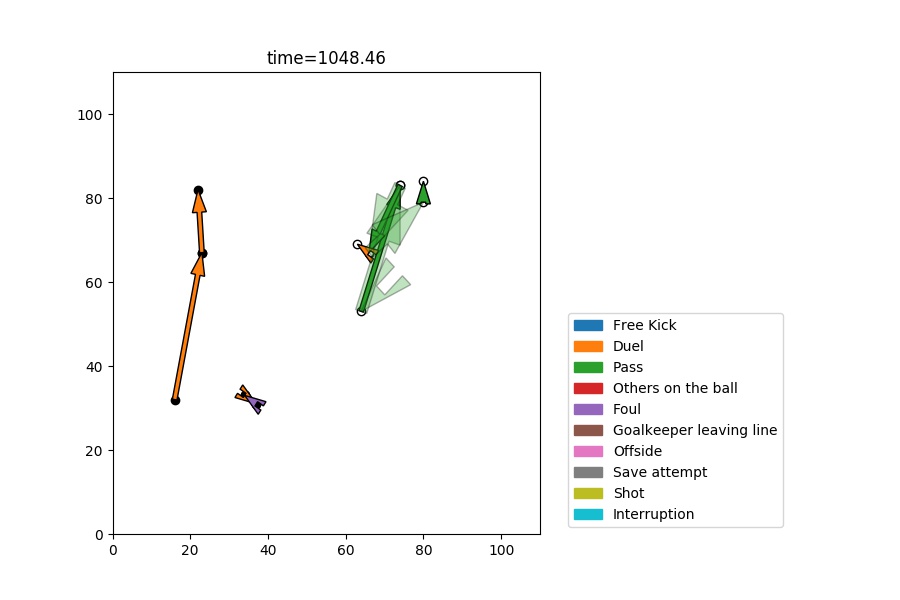 time=1048.46
100
80
60
40
20
0
0 20 40 60 80 100
Free Kick
Duel
Pass
Others on the ball
Foul
Goalkeeper leaving line
Offside
Save attempt
Shot
Interruption